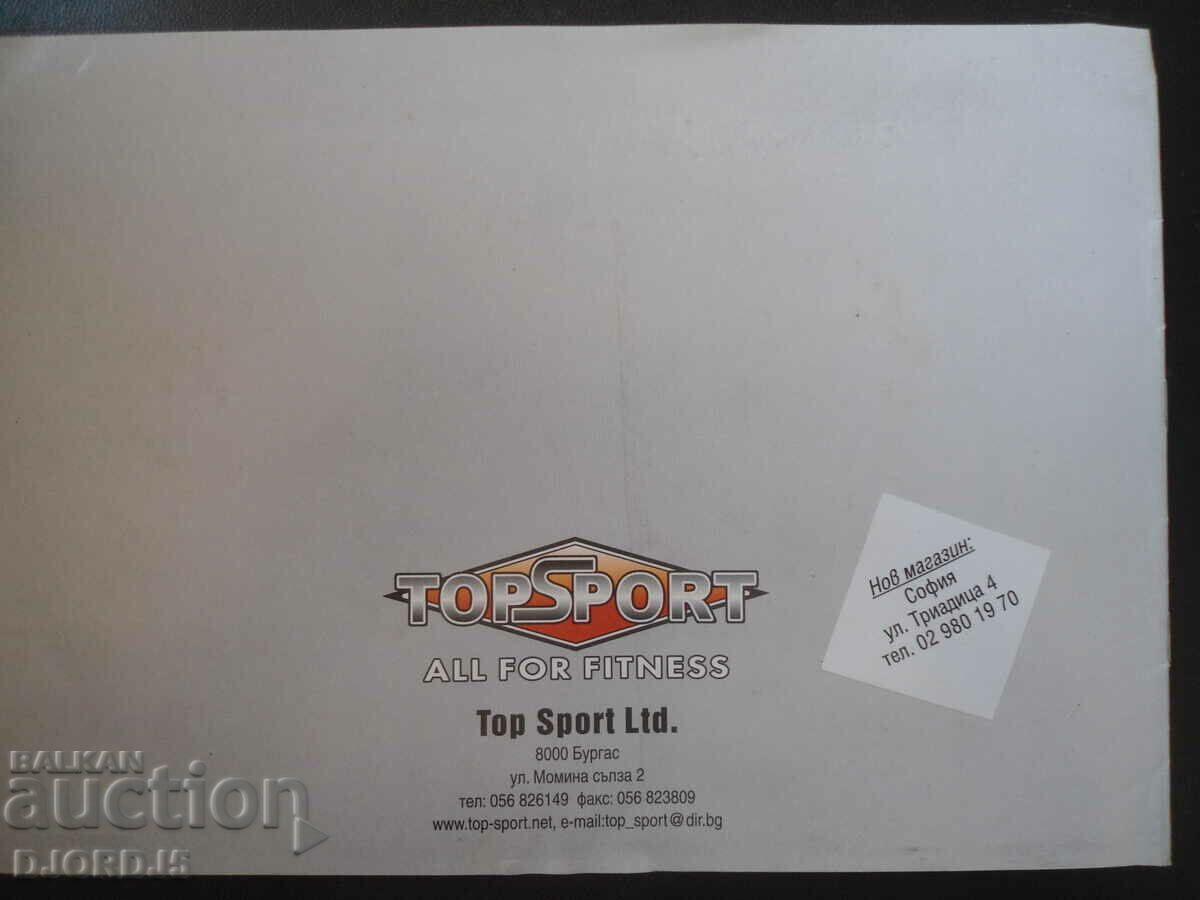 TOPSPORT
ALL FOR FITNESS
Top Sport Ltd.
8000 Бургас
ул. Момина сълза 2
тел: 056 826149 факс: 056 823809
www.top-sport.net, e-mail:top_sport@dir.bg
Нов магазин:
София
ул. Триадица 4
тел. 02 980 19 70
BALKAN
auction
DJORD.15